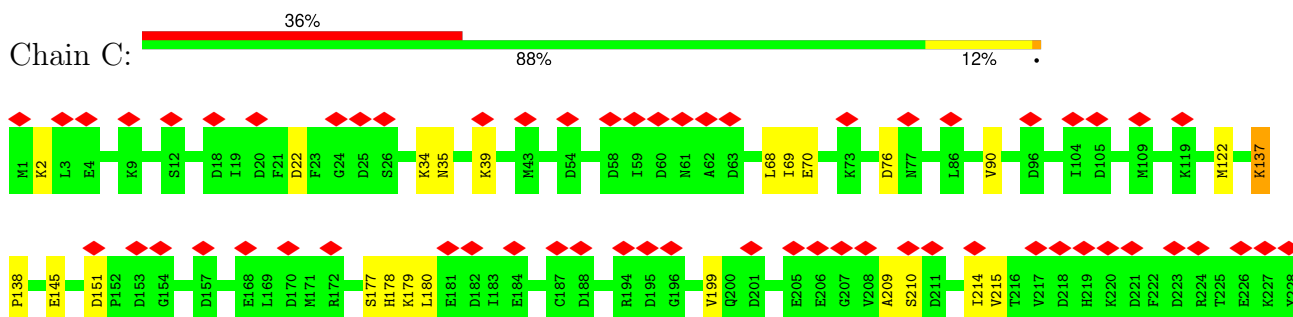 36%
Chain C:
88% 12% •
M1 K2 L3 E4 K9 S12 D18 I19 D20 F21 D22 F23 G24 D25 S26 K34 N35 K39 M43 D54 D58 I59 D60 N61 A62 D63 L68 I69 E70 K73 D76 N77 L86 V90 D96 I104 D105 M109 K119 M122 K137
P138 E145 D151 P152 D153 G154 D157 E168 L169 D170 M171 R172 S177 H178 K179 L180 E181 D182 I183 E184 C187 D188 R194 D195 G196 V199 Q200 D201 E205 E206 G207 V208 A209 S210 D211 I214 V215 T216 V217 D218 H219 K220 D221 F222 D223 R224 T225 E226 K227